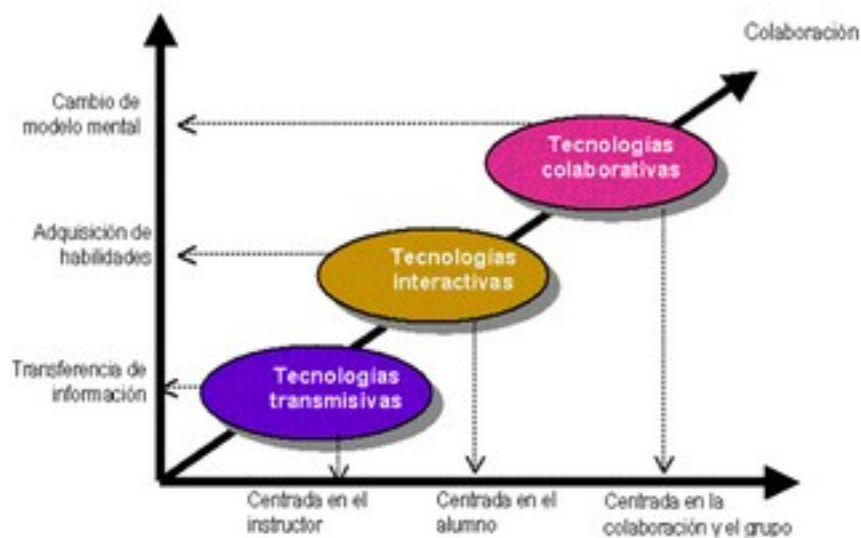 Colaboración
Cambio de
modelo mental
Tecnologías
colaborativas
Adquisición de
habilidades
Tecnologías
interactivas
Transferencia de
información
Tecnologías
transmisivas
Centrada en el
instructor
Centrada en el
alumno
Centrada en la
colaboración y el grupo